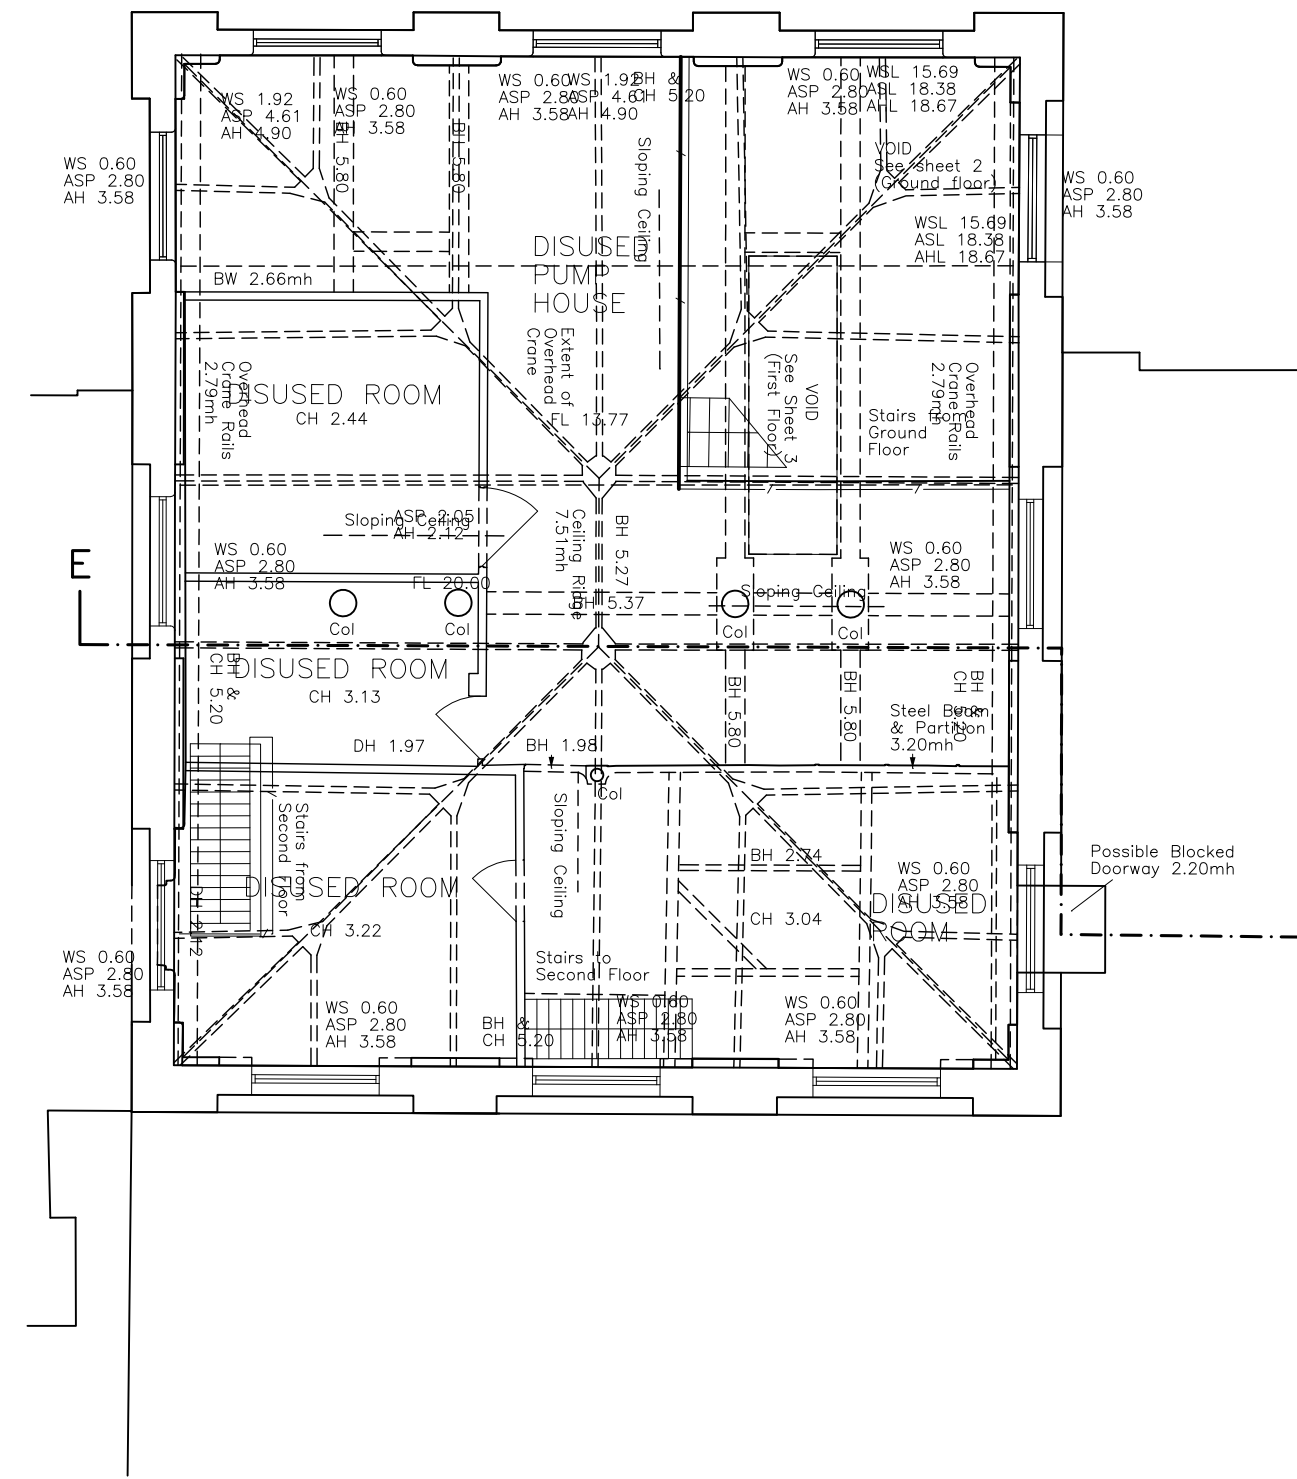 WS 1.92
ASP 4.61
AH 4.90
WS 0.60
ASP 2.80
AH 3.58
BH 5.80
BH 5.80
WS 0.60
ASP 2.80
AH 3.58
WS 1.92
ASP 4.61
AH 4.90
BH &
CH 5.20
WS 0.60
ASP 2.80
AH 3.58
WSL 15.69
ASL 18.38
AHL 18.67
VOID
See sheet 2
(Ground floor)
WS 0.60
ASP 2.80
AH 3.58
WS 0.60
ASP 2.80
AH 3.58
WSL 15.69
ASL 18.38
AHL 18.67
Sloping Ceiling
DISUSED
PUMP
HOUSE
BW 2.66mh
Extent of
Overhead
Crane
FL 13.77
Overhead
Crane Rails
2.79mh
DISUSED ROOM
CH 2.44
VOID
See Sheet 3
(First Floor)
Stairs from
Ground
Floor
Overhead
Crane Rails
2.79mh
Sloping Ceiling
ASP 2.05
AH 2.12
WS 0.60
ASP 2.80
AH 3.58
FL 20.00
Ceiling Ridge
7.51mh
BH 5.27
BH 5.37
WS 0.60
ASP 2.80
AH 3.58
Sloping Ceiling
E
Col
Col
Col
Col
BH &
CH 5.20
DISUSED ROOM
CH 3.13
DH 1.97
BH 1.98
BH 5.80
BH 5.80
BH &
CH 5.20
Steel Beam
& Partition
3.20mh
Col
Stairs from
Second Floor
Sloping Ceiling
DISUSED ROOM
CH 3.22
DH 2.12
BH 2.74
CH 3.04
WS 0.60
ASP 2.80
AH 3.58
DISUSED
ROOM
Possible Blocked
Doorway 2.20mh
WS 0.60
ASP 2.80
AH 3.58
Stairs to
Second Floor
WS 0.60
ASP 2.80
AH 3.58
BH &
CH 5.20
WS 0.60
ASP 2.80
AH 3.58
WS 0.60
ASP 2.80
AH 3.58